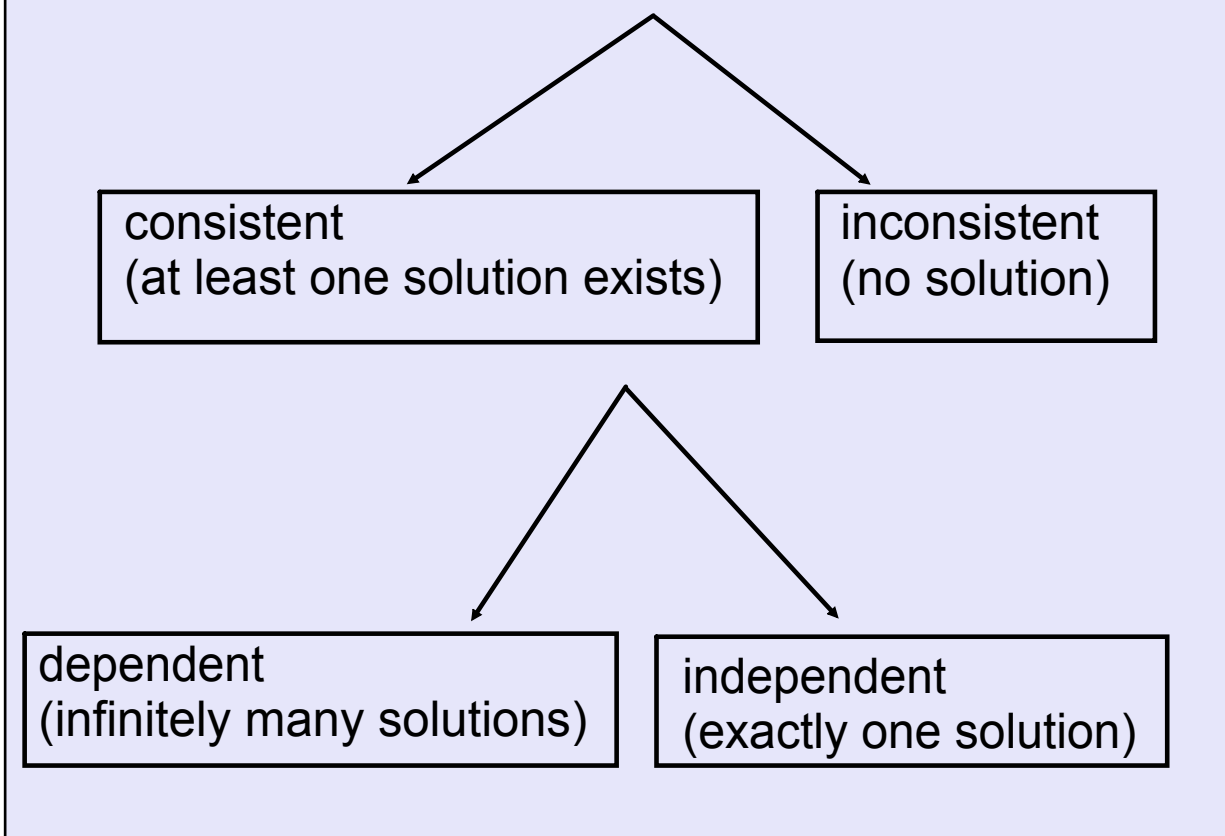 consistent
(at least one solution exists)
inconsistent
(no solution)
dependent
(infinitely many solutions)
independent
(exactly one solution)